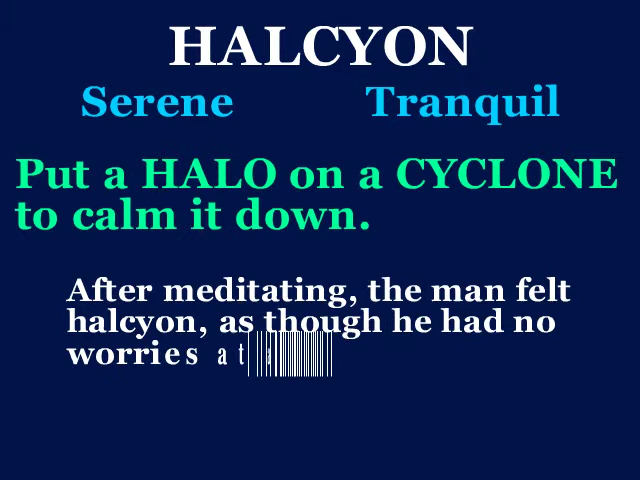 HALCYON
Serene Tranquil
Put a HALO on a CYCLONE
to calm it down.
After meditating, the man felt
halcyon, as though he had no
worries at